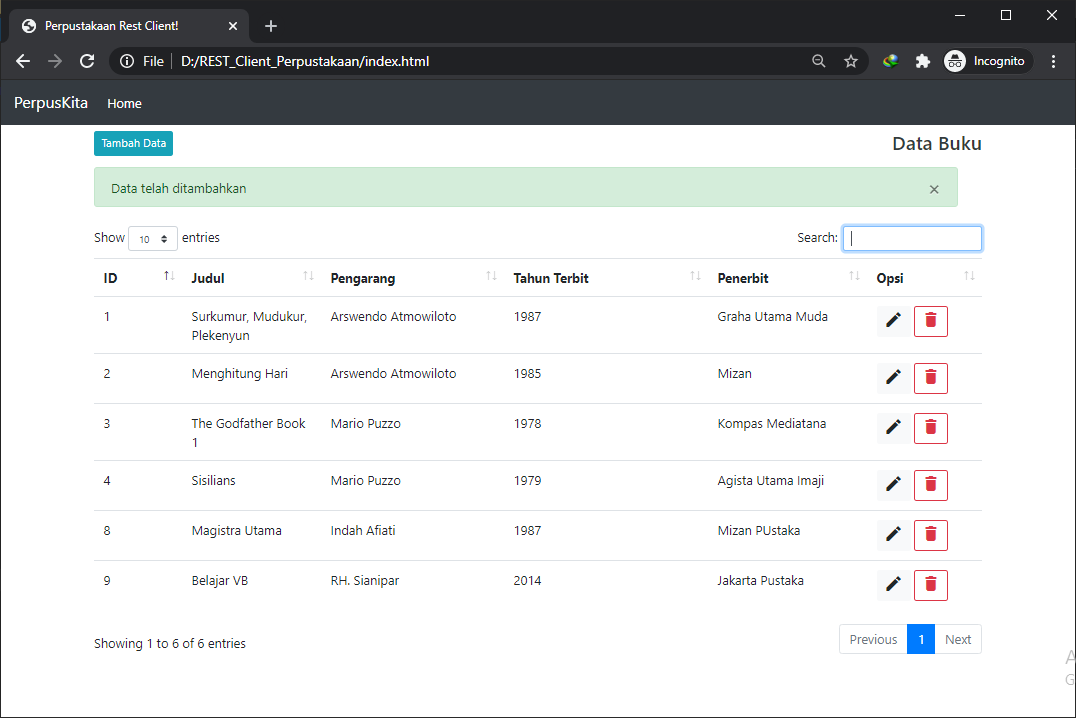 Perpustakaan Rest Client!
File D:/REST_Client_Perpustakaan/index.html Incognito
PerpusKita Home
Tambah Data Data Buku
Data telah ditambahkan
Show 10 entries Search:
ID Judul Pengarang Tahun Terbit Penerbit Opsi
1 Surkumur, Mudukur, Arswendo Atmowiloto 1987 Graha Utama Muda
Plekenyun
2 Menghitung Hari Arswendo Atmowiloto 1985 Mizan
3 The Godfather Book Mario Puzzo 1978 Kompas Mediatana
1
4 Sisilians Mario Puzzo 1979 Agista Utama Imaji
8 Magistra Utama Indah Afiati 1987 Mizan PUstaka
9 Belajar VB RH. Sianipar 2014 Jakarta Pustaka
Showing 1 to 6 of 6 entries Previous 1 Next